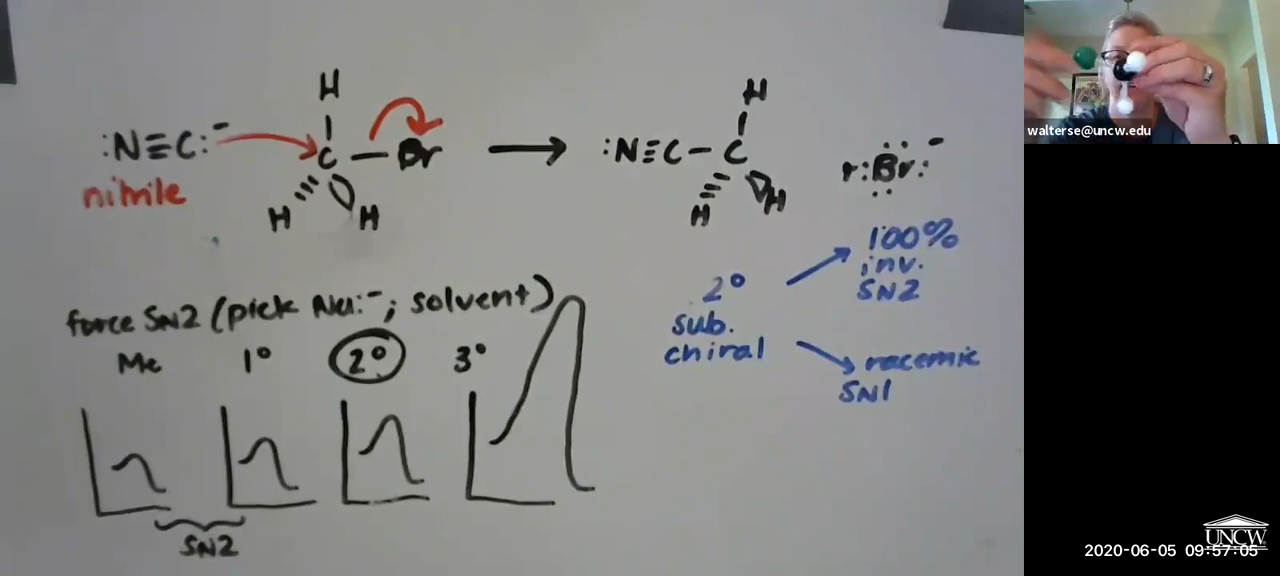 H
:N≡C:⁻ C — Br
H H
nitrile
H
:N≡C–C
H H
r:Br:⁻
force SN2 (pick Nu:⁻; solvent)
Me 1° 2° 3°
SN2
2°
sub.
chiral
100%
inv.
SN2
racemic
SN1
walterse@uncw.edu
UNCW
2020-06-05 09:57:05